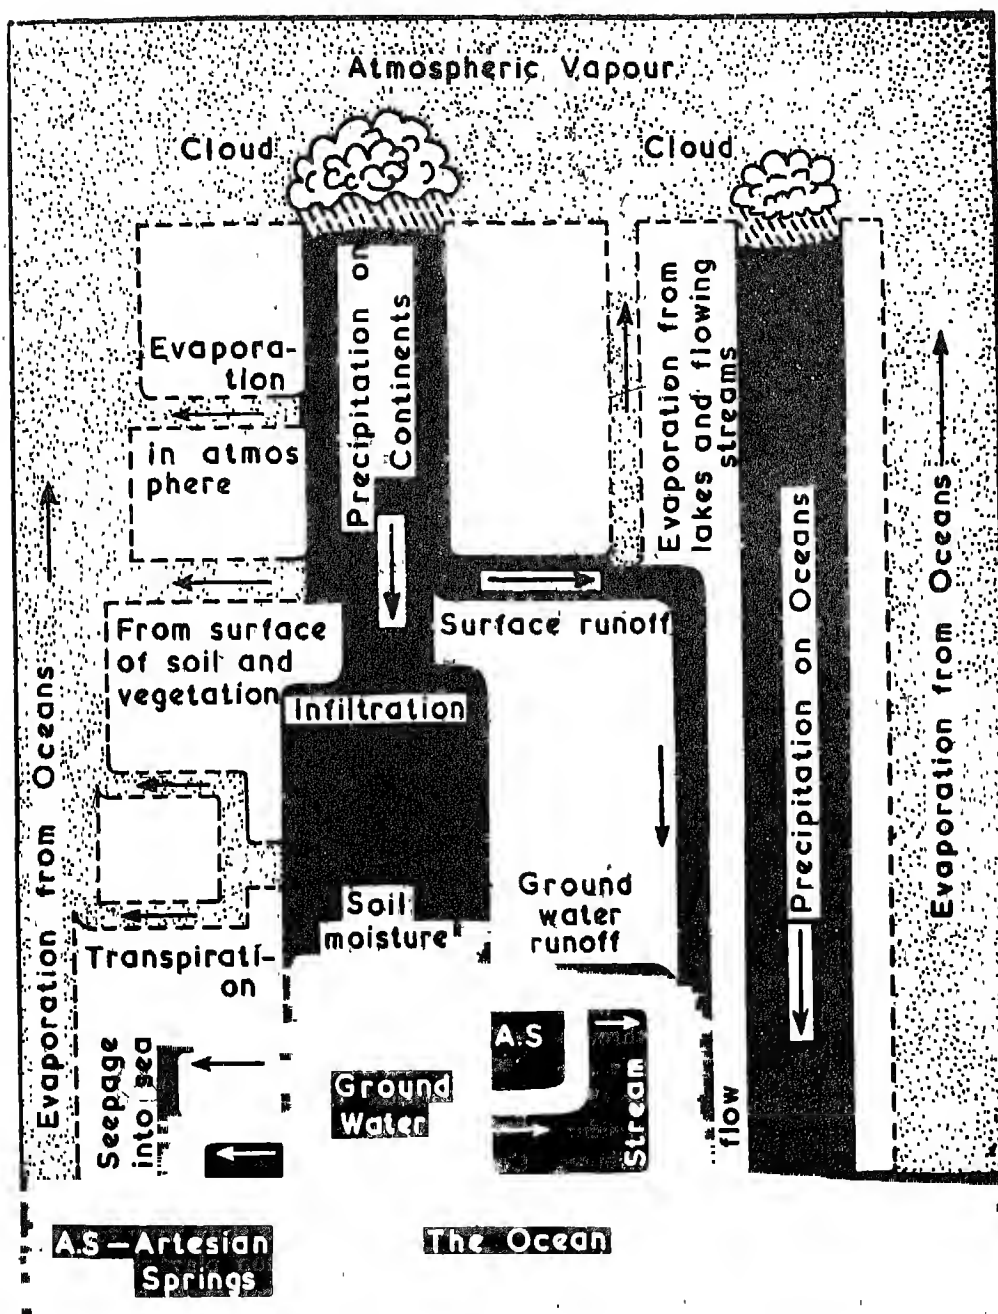 Atmospheric Vapour
Cloud
Cloud
Precipitation on
Continents
Evapora-
tion
in atmos
phere
From surface
of soil and
vegetation
Infiltration
Soil
moisture
Transpirati-
on
Evaporation from Oceans
Seepage
into sea
Surface runoff
Evaporation from
lakes and flowing
streams
Ground
water
runoff
A.S
Stream
flow
Ground
Water
Precipitation on Oceans
Evaporation from Oceans
A.S – Artesian
Springs
The Ocean